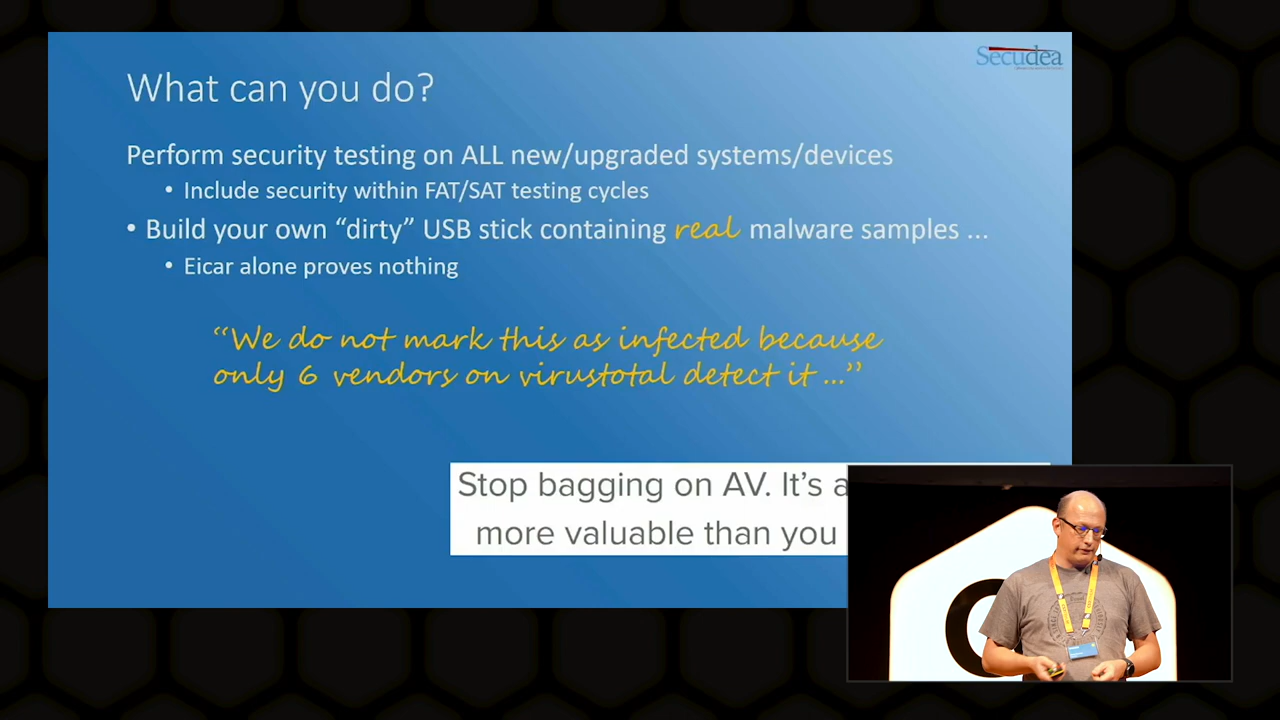 Secudea
What can you do?
Perform security testing on ALL new/upgraded systems/devices
• Include security within FAT/SAT testing cycles
• Build your own “dirty” USB stick containing real malware samples ...
• Eicar alone proves nothing
“We do not mark this as infected because
only 6 vendors on virustotal detect it ...”
Stop bagging on AV. It’s a
more valuable than you